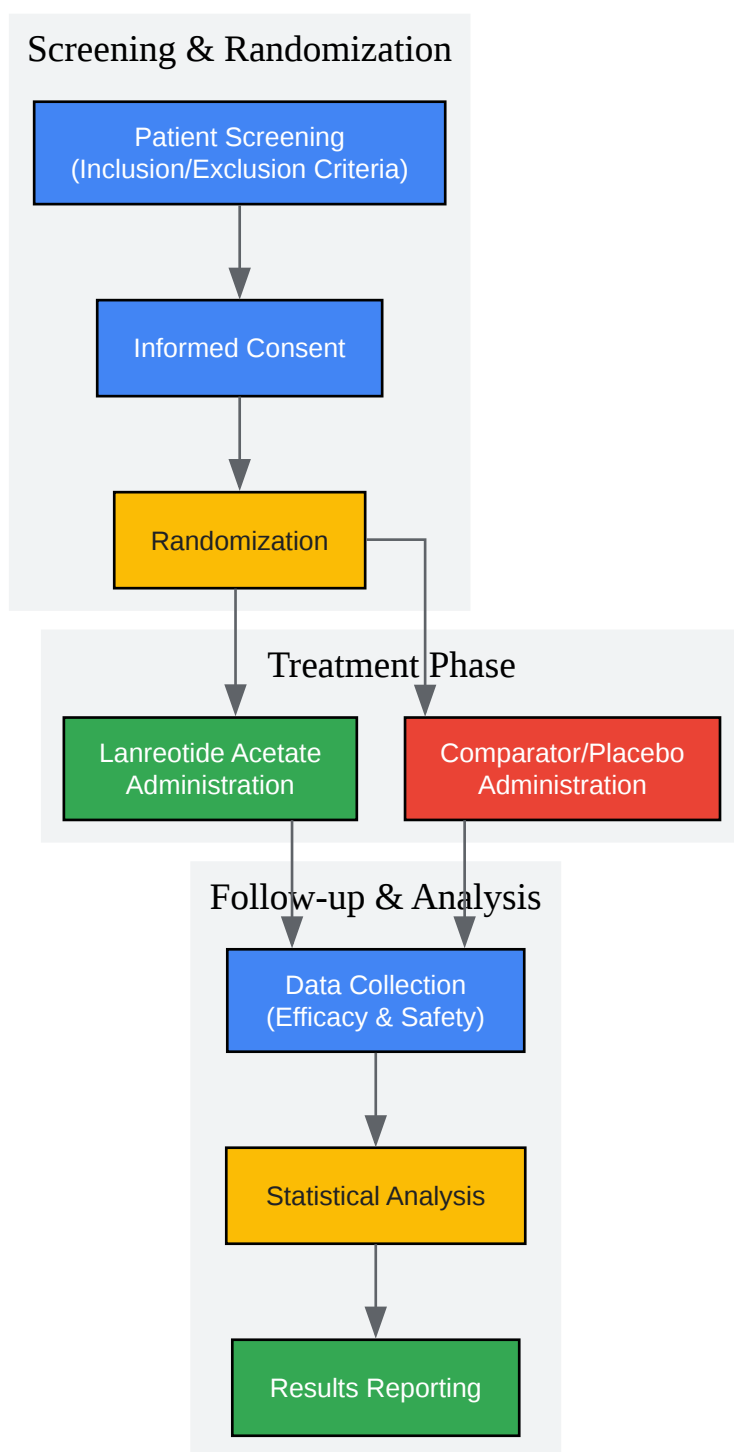 Screening & Randomization
Patient Screening
(Inclusion/Exclusion Criteria)
Informed Consent
Randomization
Treatment Phase
Lanreotide Acetate
Administration
Comparator/Placebo
Administration
Follow-up & Analysis
Data Collection
(Efficacy & Safety)
Statistical Analysis
Results Reporting